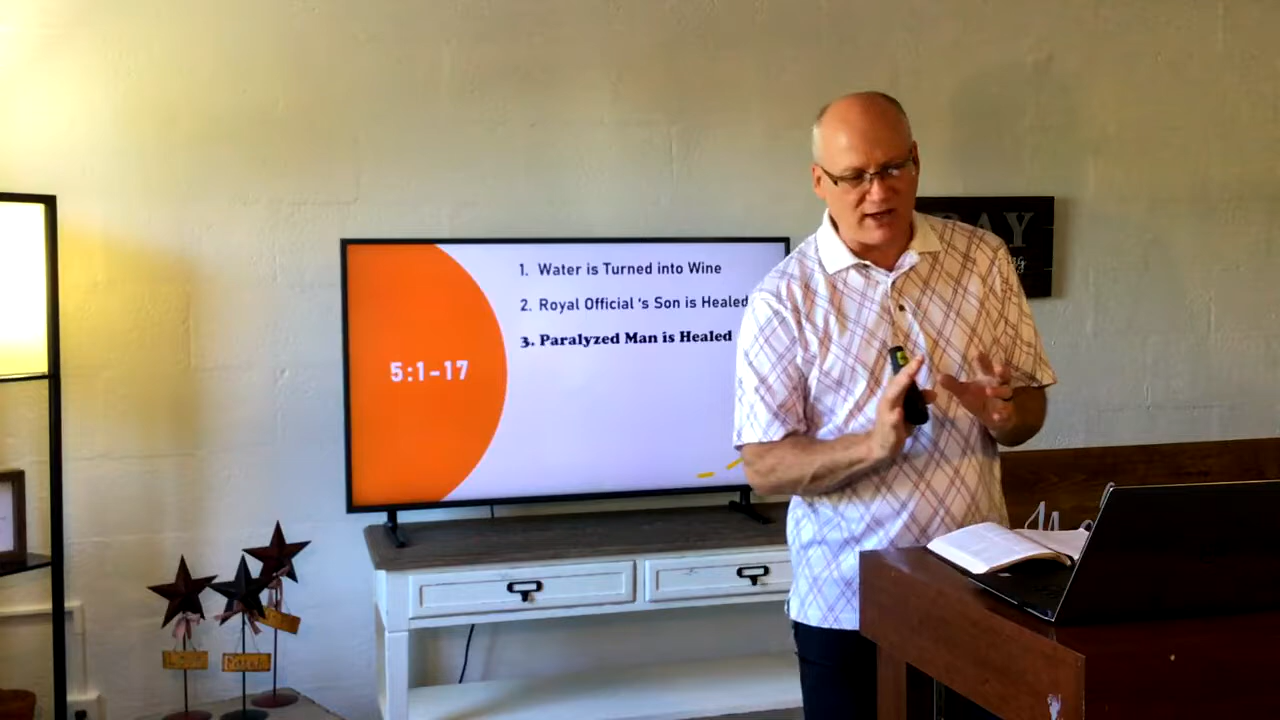 1. Water is Turned into Wine
2. Royal Official 's Son is Healed
3. Paralyzed Man is Healed
5:1-17
AY